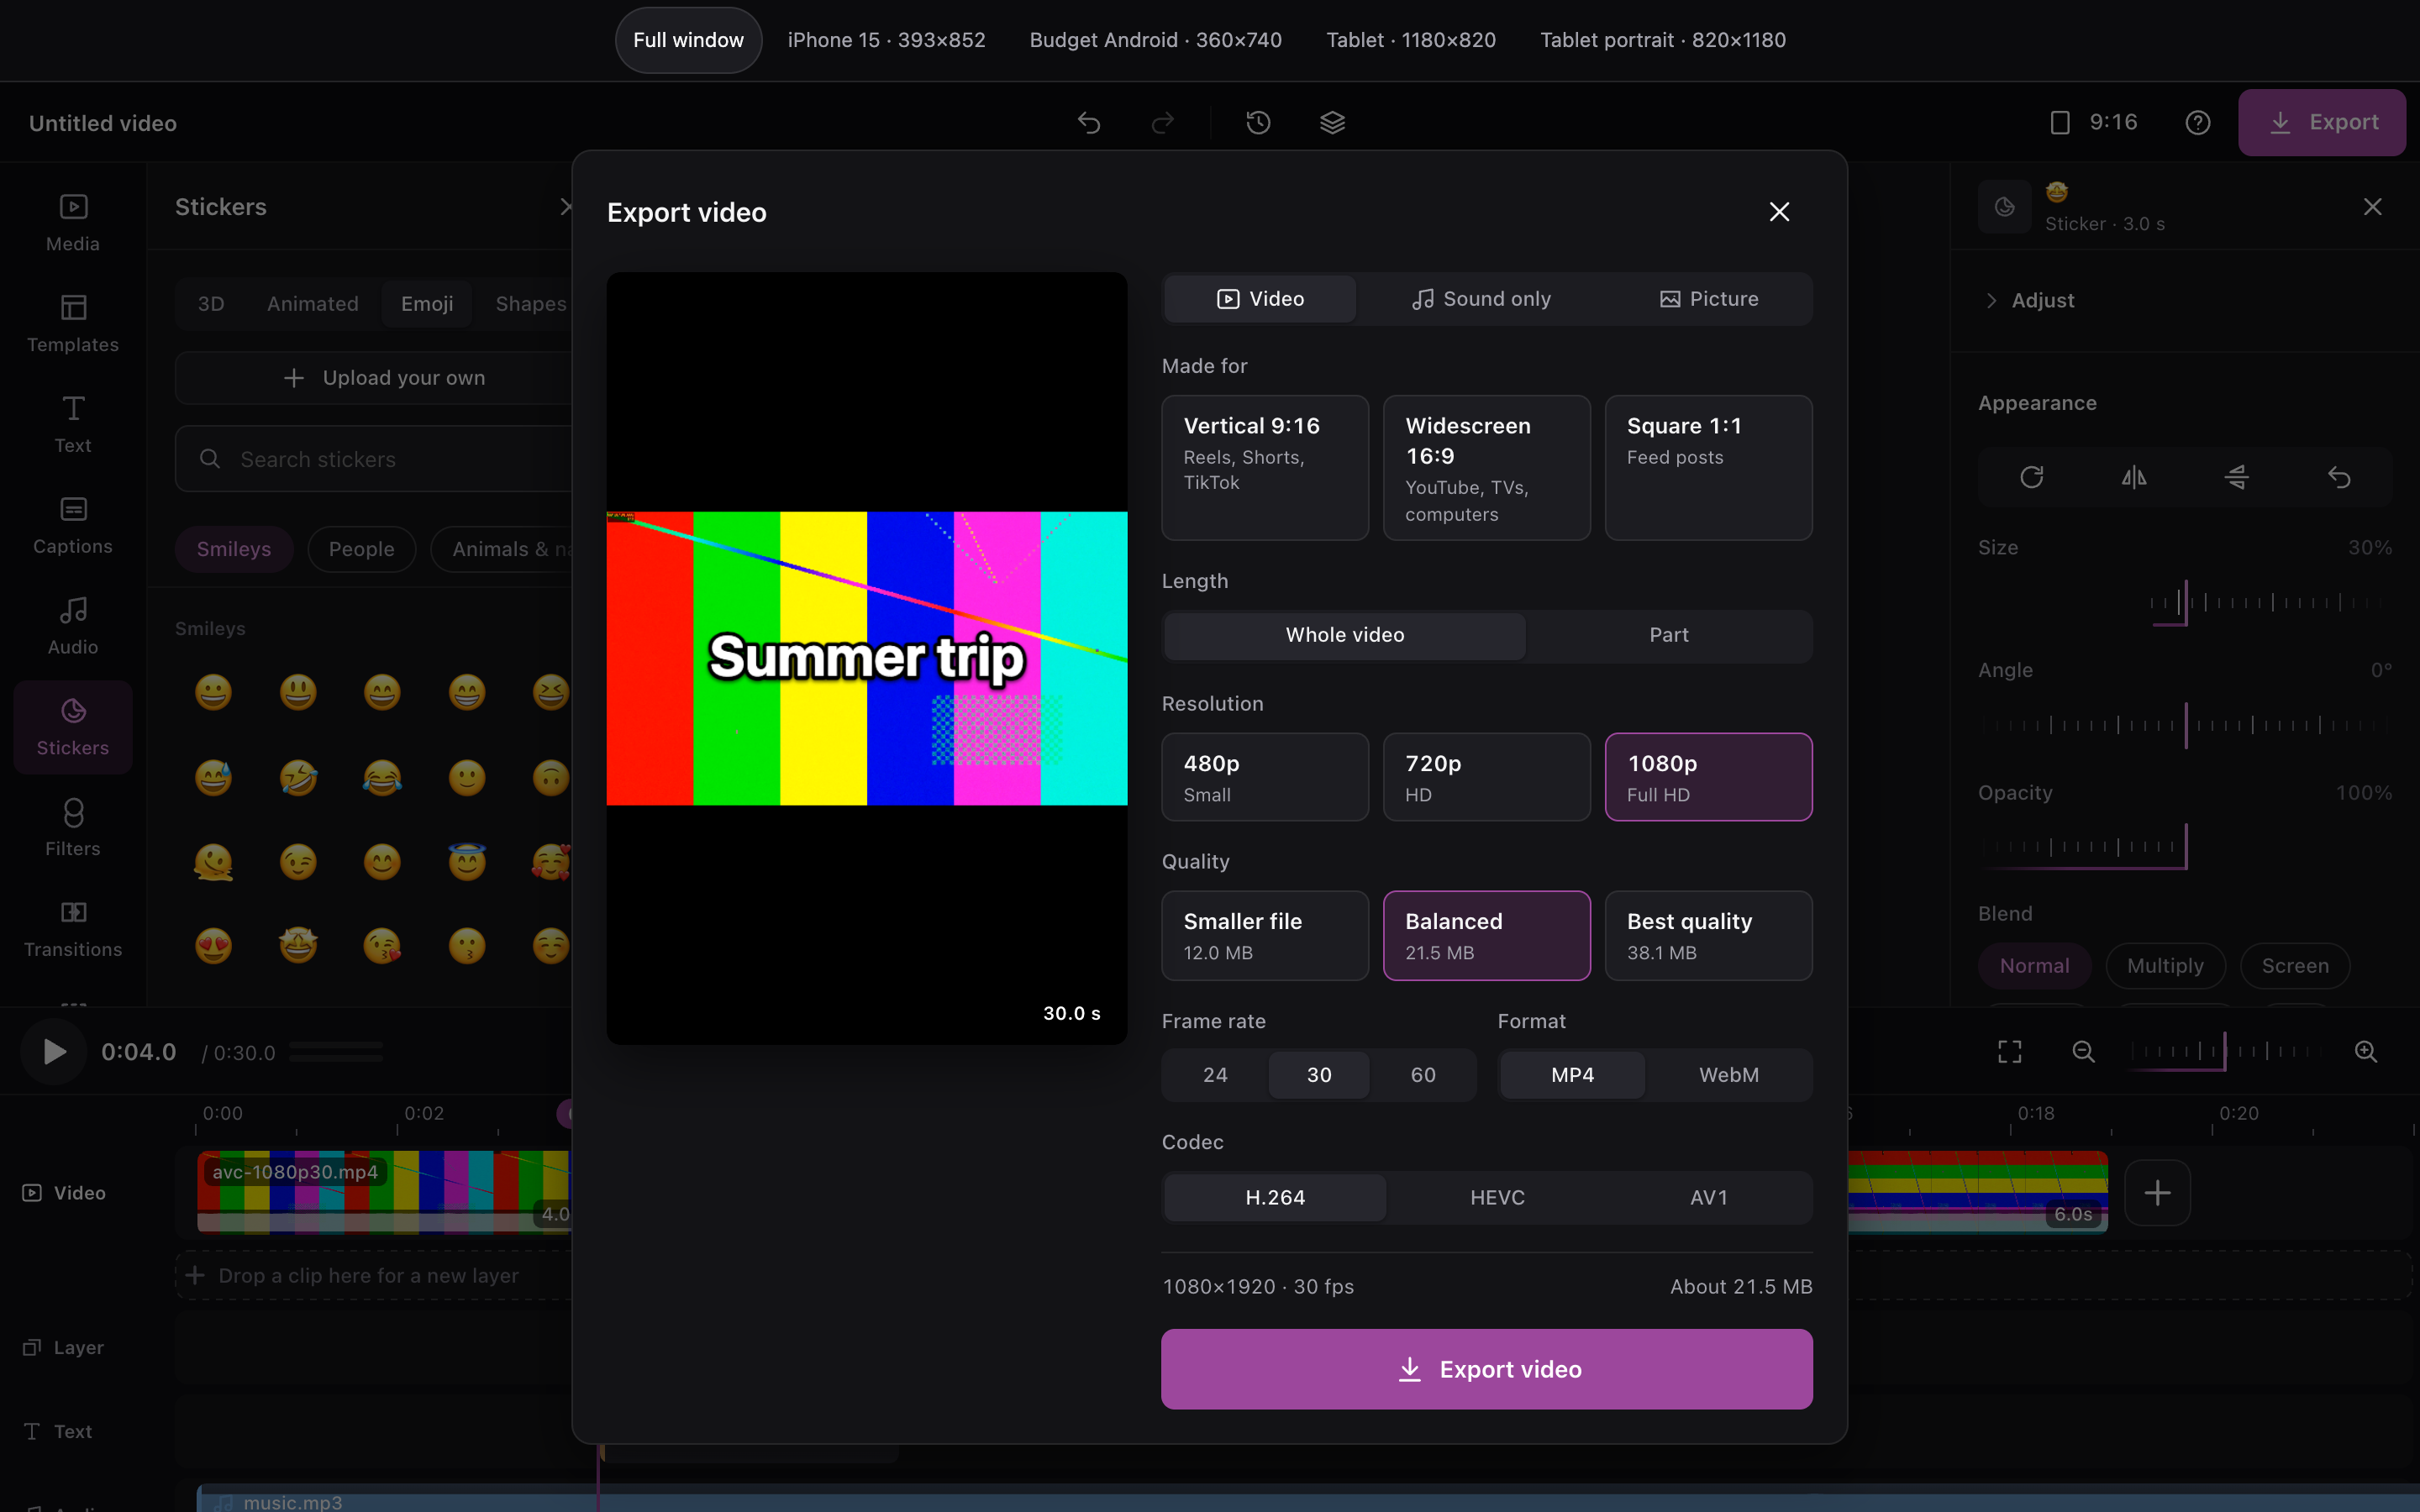 Full window
iPhone 15 · 393×852
Budget Android · 360×740
Tablet · 1180×820
Tablet portrait · 820×1180
Untitled video
9:16
Export
Media
Templates
Text
Captions
Audio
Stickers
Filters
Transitions
Stickers
3D
Animated
Emoji
Shapes
Upload your own
Search stickers
Smileys
People
Animals &
Smileys
Export video
Summer trip
30.0 s
Video
Sound only
Picture
Made for
Vertical 9:16
Reels, Shorts,
TikTok
Widescreen
16:9
YouTube, TVs,
computers
Square 1:1
Feed posts
Length
Whole video
Part
Resolution
480p
Small
720p
HD
1080p
Full HD
Quality
Smaller file
12.0 MB
Balanced
21.5 MB
Best quality
38.1 MB
Frame rate
24
30
60
Format
MP4
WebM
Codec
H.264
HEVC
AV1
1080×1920 · 30 fps
About 21.5 MB
Export video
Sticker · 3.0 s
Adjust
Appearance
Size
30%
Angle
0°
Opacity
100%
Blend
Normal
Multiply
Screen
0:04.0
/ 0:30.0
0:00
0:02
0:18
0:20
Video
avc-1080p30.mp4
4.0
6.0s
Drop a clip here for a new layer
Layer
Text
music.mp3